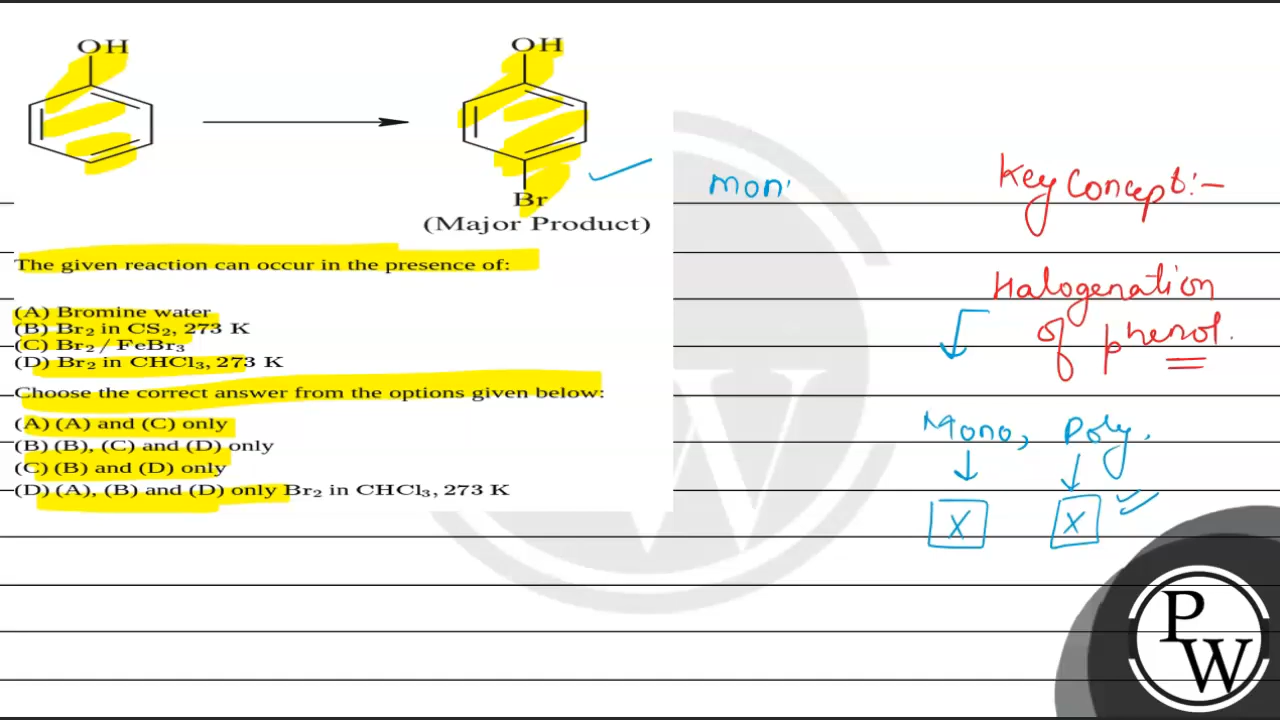 OH
OH
Br
(Major Product)
The given reaction can occur in the presence of:
(A) Bromine water
(B) Br₂ in CS₂, 273 K
(C) Br₂ / FeBr₃
(D) Br₂ in CHCl₃, 273 K
Choose the correct answer from the options given below:
(A) (A) and (C) only
(B) (B), (C) and (D) only
(C) (B) and (D) only
(D) (A), (B) and (D) only Br₂ in CHCl₃, 273 K
mon
Key Concept:-
Halogenation
of phenol.
Mono, Poly.
X X
P
W